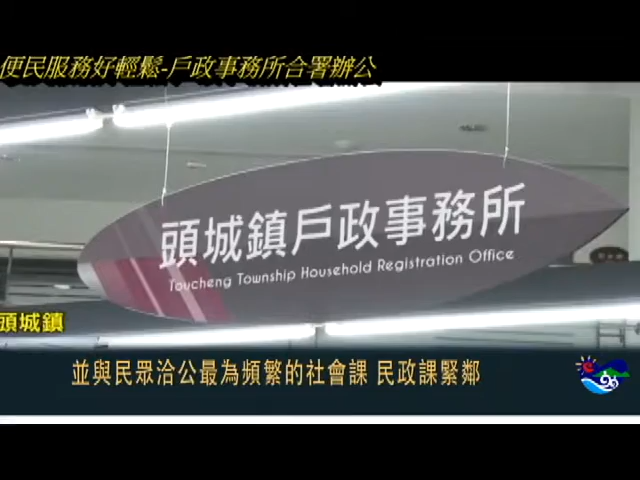 便民服務好輕鬆-戶政事務所合署辦公
頭城鎮戶政事務所
Toucheng Township Household Registration Office
頭城鎮
並與民眾洽公最為頻繁的社會課 民政課緊鄰